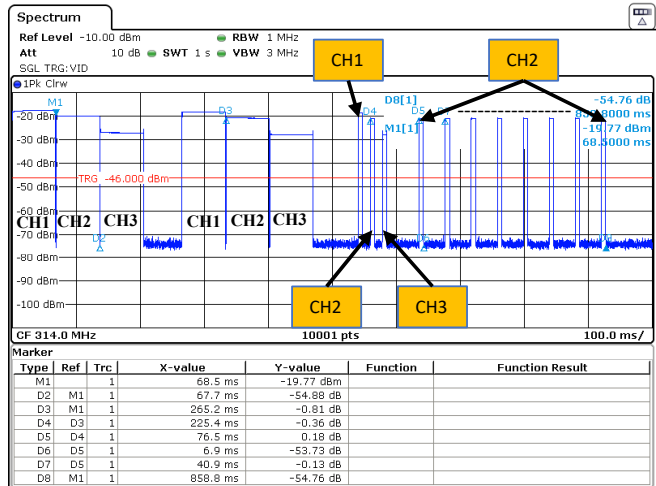 Spectrum
Ref Level -10.00 dBm RBW 1 MHz
Att 10 dB SWT 1 s VBW 3 MHz
SGL TRG:VID
1Pk Clrw
CH1
CH2
M1
D3
D4
D5
D8[1] -54.76 dB
858.8000 ms
M1[1] -19.77 dBm
68.5000 ms
-20 dBm
-30 dBm
-40 dBm
TRG -46.000 dBm
-60 dBm
CH1 CH2 CH3 CH1 CH2 CH3
-70 dBm
D2
-80 dBm
-90 dBm
-100 dBm
CH2
CH3
CF 314.0 MHz 10001 pts 100.0 ms/
Marker
Type Ref Trc X-value Y-value Function Function Result
M1 1 68.5 ms -19.77 dBm
D2 M1 1 67.7 ms -54.88 dB
D3 M1 1 265.2 ms -0.81 dB
D4 D3 1 225.4 ms -0.36 dB
D5 D4 1 76.5 ms 0.18 dB
D6 D5 1 6.9 ms -53.73 dB
D7 D5 1 40.9 ms -0.13 dB
D8 M1 1 858.8 ms -54.76 dB